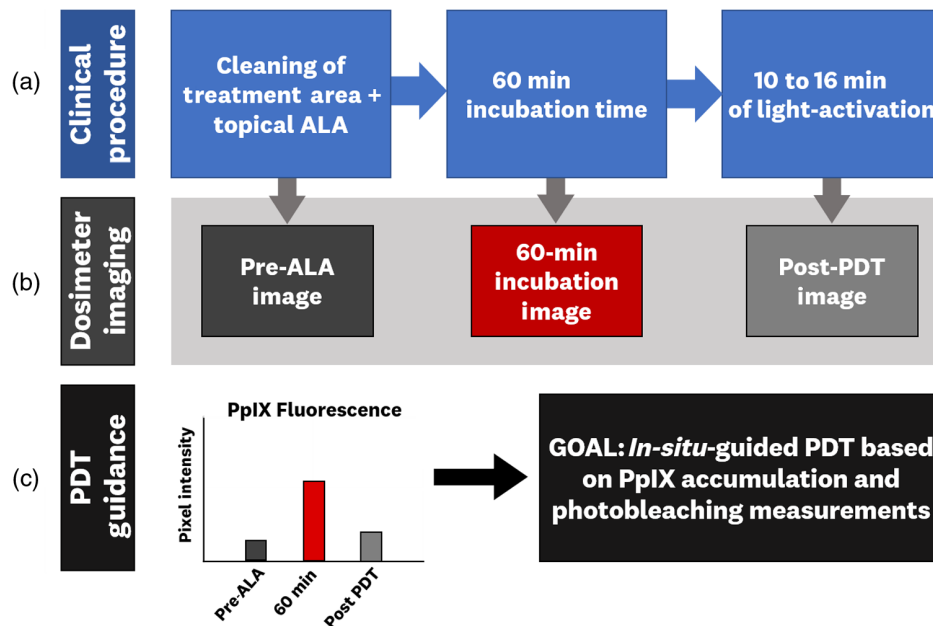 (a)
Clinical
procedure
Cleaning of
treatment area +
topical ALA
60 min
incubation time
10 to 16 min
of light-activation
(b)
Dosimeter
imaging
Pre-ALA
image
60-min
incubation
image
Post-PDT
image
(c)
PDT
guidance
PpIX Fluorescence
Pixel intensity
Pre-ALA
60 min
Post PDT
GOAL: In-situ-guided PDT based
on PpIX accumulation and
photobleaching measurements